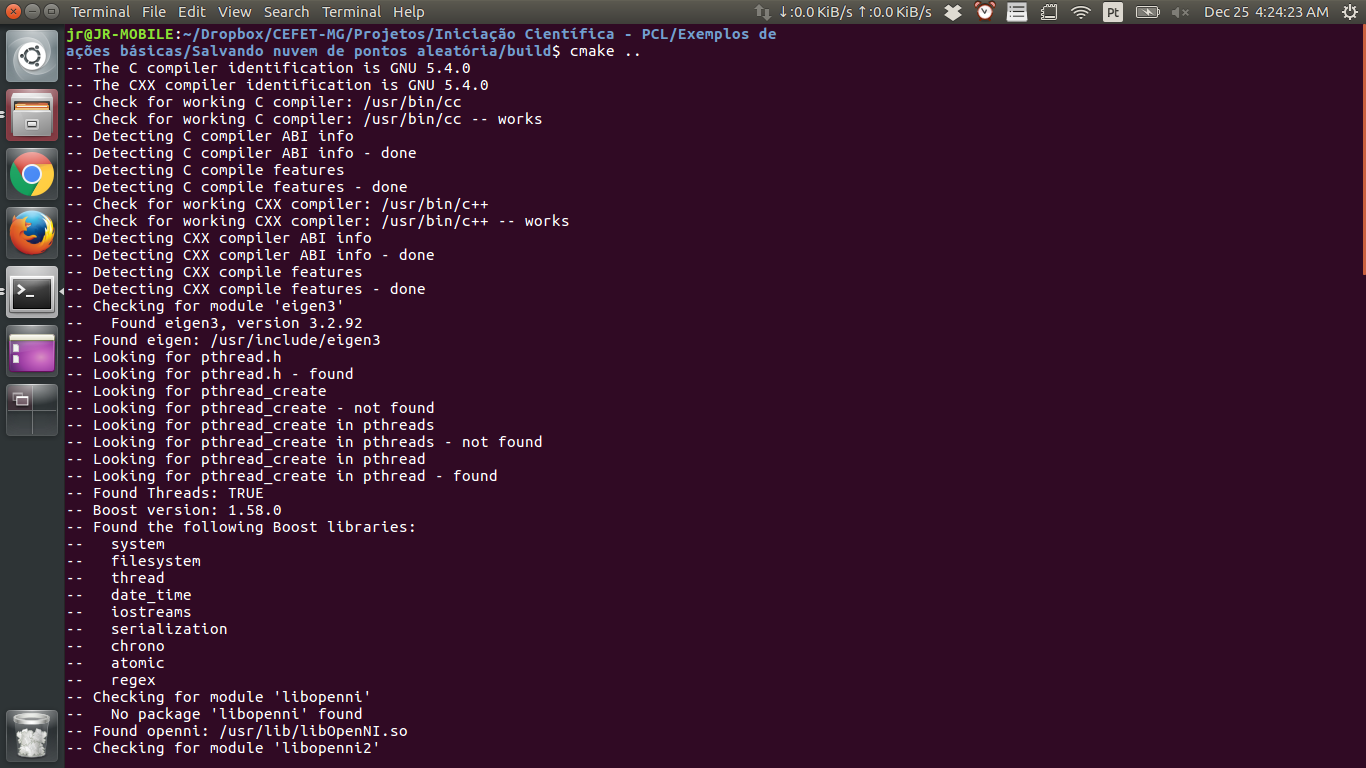 Terminal File Edit View Search Terminal Help ↓:0.0 KiB/s ↑:0.0 KiB/s Pt Dec 25 4:24:23 AM
jr@JR-MOBILE:~/Dropbox/CEFET-MG/Projetos/Iniciação Científica - PCL/Exemplos de
ações básicas/Salvando nuvem de pontos aleatória/build$ cmake ..
-- The C compiler identification is GNU 5.4.0
-- The CXX compiler identification is GNU 5.4.0
-- Check for working C compiler: /usr/bin/cc
-- Check for working C compiler: /usr/bin/cc -- works
-- Detecting C compiler ABI info
-- Detecting C compiler ABI info - done
-- Detecting C compile features
-- Detecting C compile features - done
-- Check for working CXX compiler: /usr/bin/c++
-- Check for working CXX compiler: /usr/bin/c++ -- works
-- Detecting CXX compiler ABI info
-- Detecting CXX compiler ABI info - done
-- Detecting CXX compile features
-- Detecting CXX compile features - done
-- Checking for module 'eigen3'
--   Found eigen3, version 3.2.92
-- Found eigen: /usr/include/eigen3
-- Looking for pthread.h
-- Looking for pthread.h - found
-- Looking for pthread_create
-- Looking for pthread_create - not found
-- Looking for pthread_create in pthreads
-- Looking for pthread_create in pthreads - not found
-- Looking for pthread_create in pthread
-- Looking for pthread_create in pthread - found
-- Found Threads: TRUE
-- Boost version: 1.58.0
-- Found the following Boost libraries:
--   system
--   filesystem
--   thread
--   date_time
--   iostreams
--   serialization
--   chrono
--   atomic
--   regex
-- Checking for module 'libopenni'
--   No package 'libopenni' found
-- Found openni: /usr/lib/libOpenNI.so
-- Checking for module 'libopenni2'